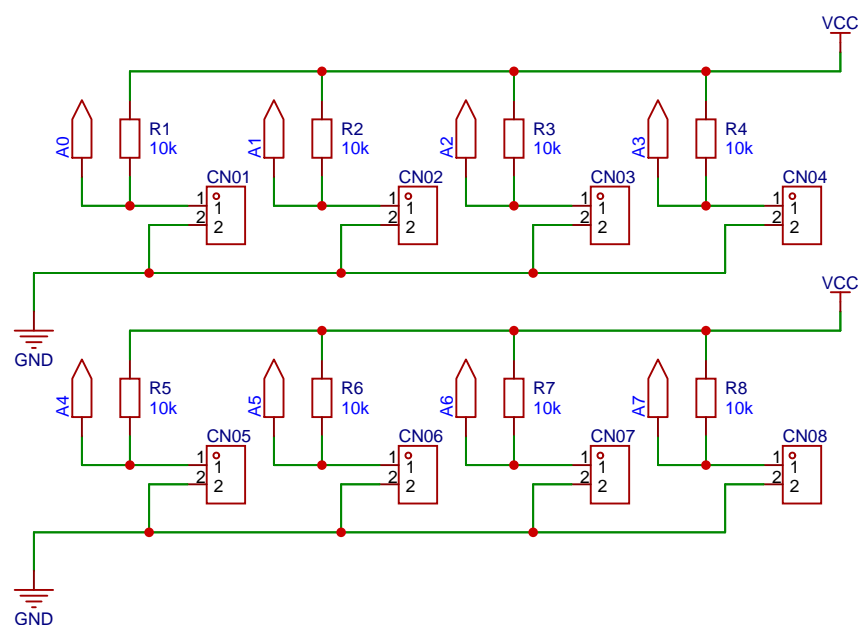 VCC
A0
R1
10k
A1
R2
10k
A2
R3
10k
A3
R4
10k
CN01
1
2
1
2
CN02
1
2
1
2
CN03
1
2
1
2
CN04
1
2
1
2
GND
VCC
A4
R5
10k
A5
R6
10k
A6
R7
10k
A7
R8
10k
CN05
1
2
1
2
CN06
1
2
1
2
CN07
1
2
1
2
CN08
1
2
1
2
GND